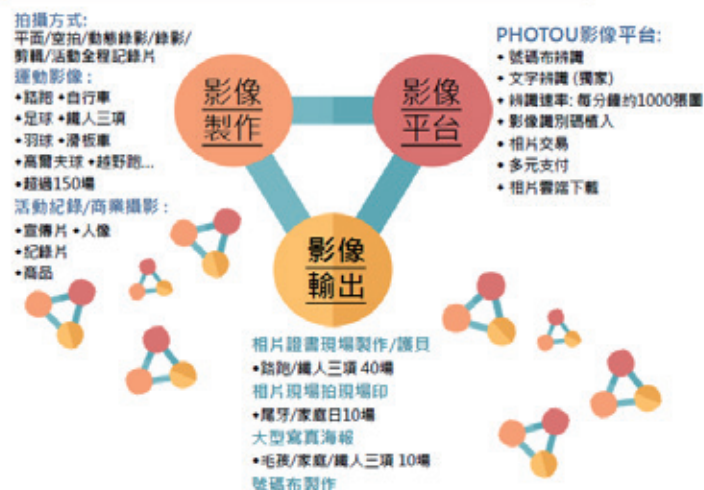 拍攝方式:
平面/空拍/動態錄影/錄影/
剪輯/活動全程記錄片
運動影像:
•路跑 •自行車
•足球 •鐵人三項
•羽球 •滑板車
•高爾夫球 •越野跑...
•超過150場
活動紀錄/商業攝影:
•宣傳片 •人像
•紀錄片
•商品
影像
製作
影像
平台
影像
輸出
PHOTOU影像平台:
• 號碼布辨識
• 文字辨識 (獨家)
• 辨識速率: 每分鐘約1000張圖
• 影像識別碼植入
• 相片交易
• 多元支付
• 相片雲端下載
相片證書現場製作/護貝
•路跑/鐵人三項 40場
相片現場拍現場印
•尾牙/家庭日10場
大型寫真海報
•毛孩/家庭/鐵人三項 10場
號碼布製作